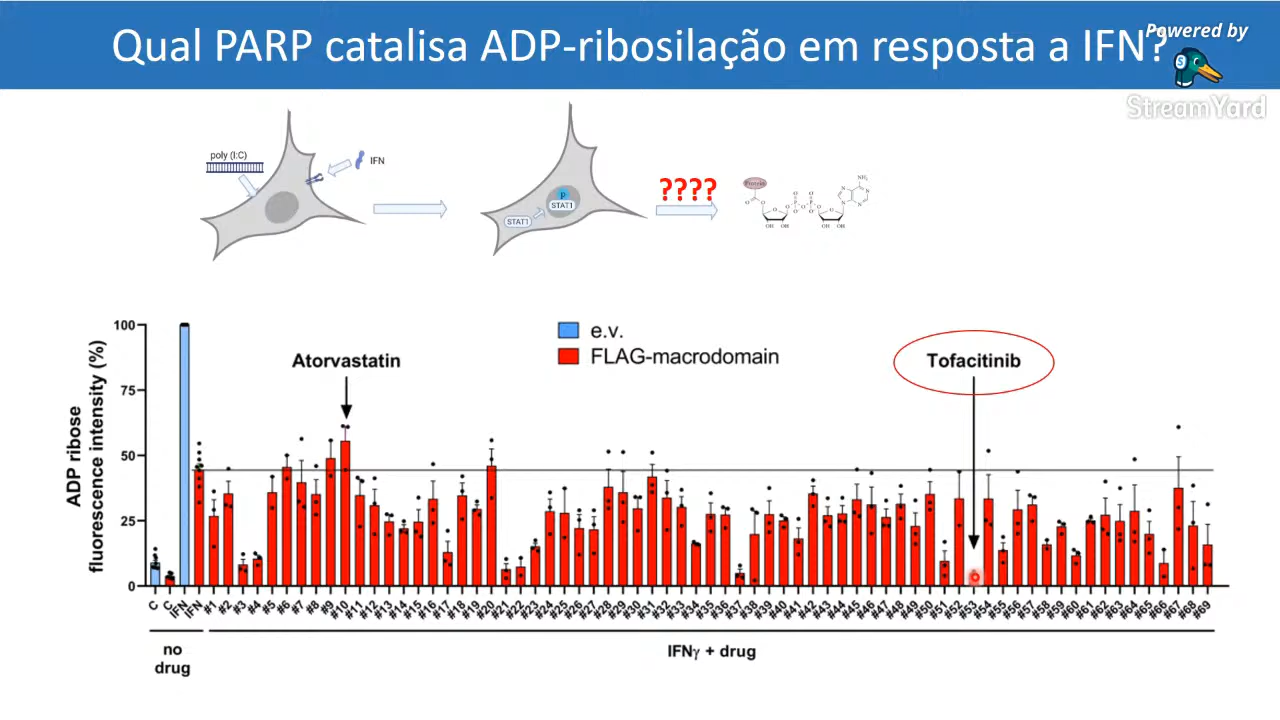 Qual PARP catalisa ADP-ribosilação em resposta a IFN?
Powered by
S
StreamYard
poly (I:C)
IFN
STAT1
p
STAT1
????
Protein
NH₂
O
O
O
O
P
O
P
O
O⁻
O⁻
N
N
N
N
O
O
OH
OH
OH
OH
ADP ribose
fluorescence intensity (%)
100
75
50
25
0
e.v.
FLAG-macrodomain
Atorvastatin
Tofacitinib
C
C
IFN
IFN
#1
#2
#3
#4
#5
#6
#7
#8
#9
#10
#11
#12
#13
#14
#15
#16
#17
#18
#19
#20
#21
#22
#23
#24
#25
#26
#27
#28
#29
#30
#31
#32
#33
#34
#35
#36
#37
#38
#39
#40
#41
#42
#43
#44
#45
#46
#47
#48
#49
#50
#51
#52
#53
#54
#55
#56
#57
#58
#59
#60
#61
#62
#63
#64
#65
#66
#67
#68
#69
no
drug
IFNγ + drug